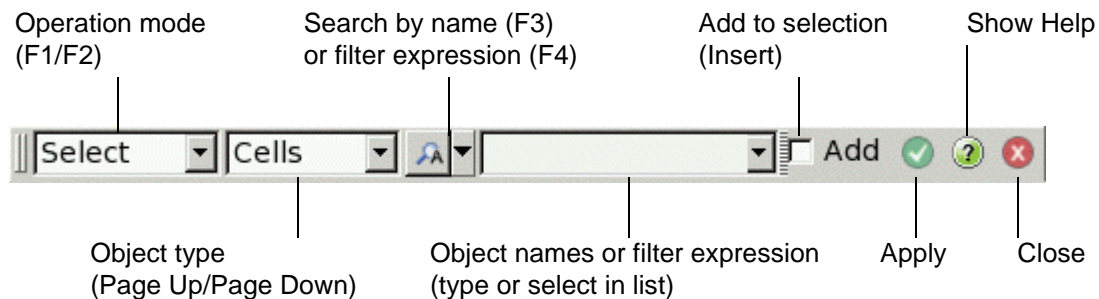 Operation mode
(F1/F2)
Search by name (F3)
or filter expression (F4)
Add to selection
(Insert)
Show Help
Select
Cells
A
Add
?
Object type
(Page Up/Page Down)
Object names or filter expression
(type or select in list)
Apply
Close